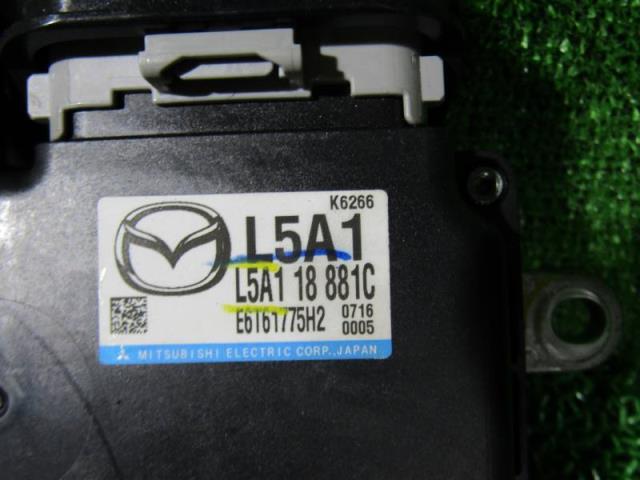 K6266
L5A1
L5A1 18 881C
E6T61775H2 0716
0005
MITSUBISHI ELECTRIC CORP., JAPAN